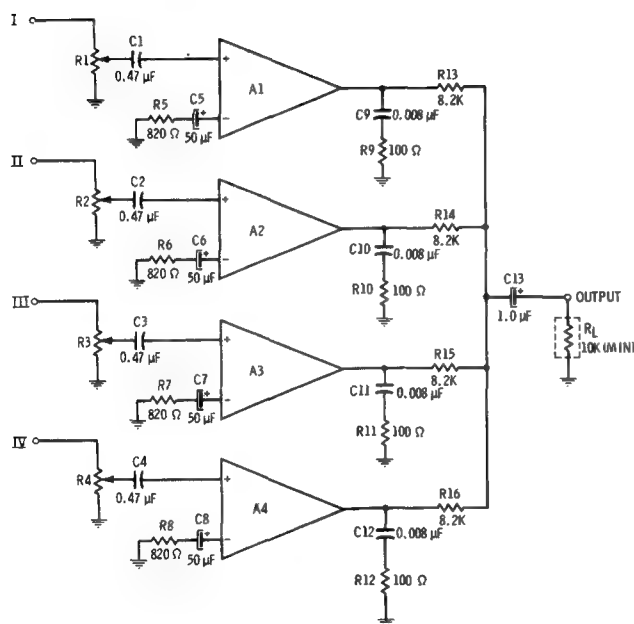 I
R1
C1
0.47 µF
+
A1
R13
8.2K
R5
820 Ω
C5
+
50 µF
−
C9
0.008 µF
R9
100 Ω
II
R2
C2
0.47 µF
+
A2
R14
8.2K
R6
820 Ω
C6
+
50 µF
−
C10
0.008 µF
R10
100 Ω
C13
+
1.0 µF
OUTPUT
RL
10K (MIN)
III
R3
C3
0.47 µF
+
A3
R15
8.2K
R7
820 Ω
C7
+
50 µF
−
C11
0.008 µF
R11
100 Ω
IV
R4
C4
0.47 µF
+
A4
R16
8.2K
R8
820 Ω
C8
+
50 µF
−
C12
0.008 µF
R12
100 Ω